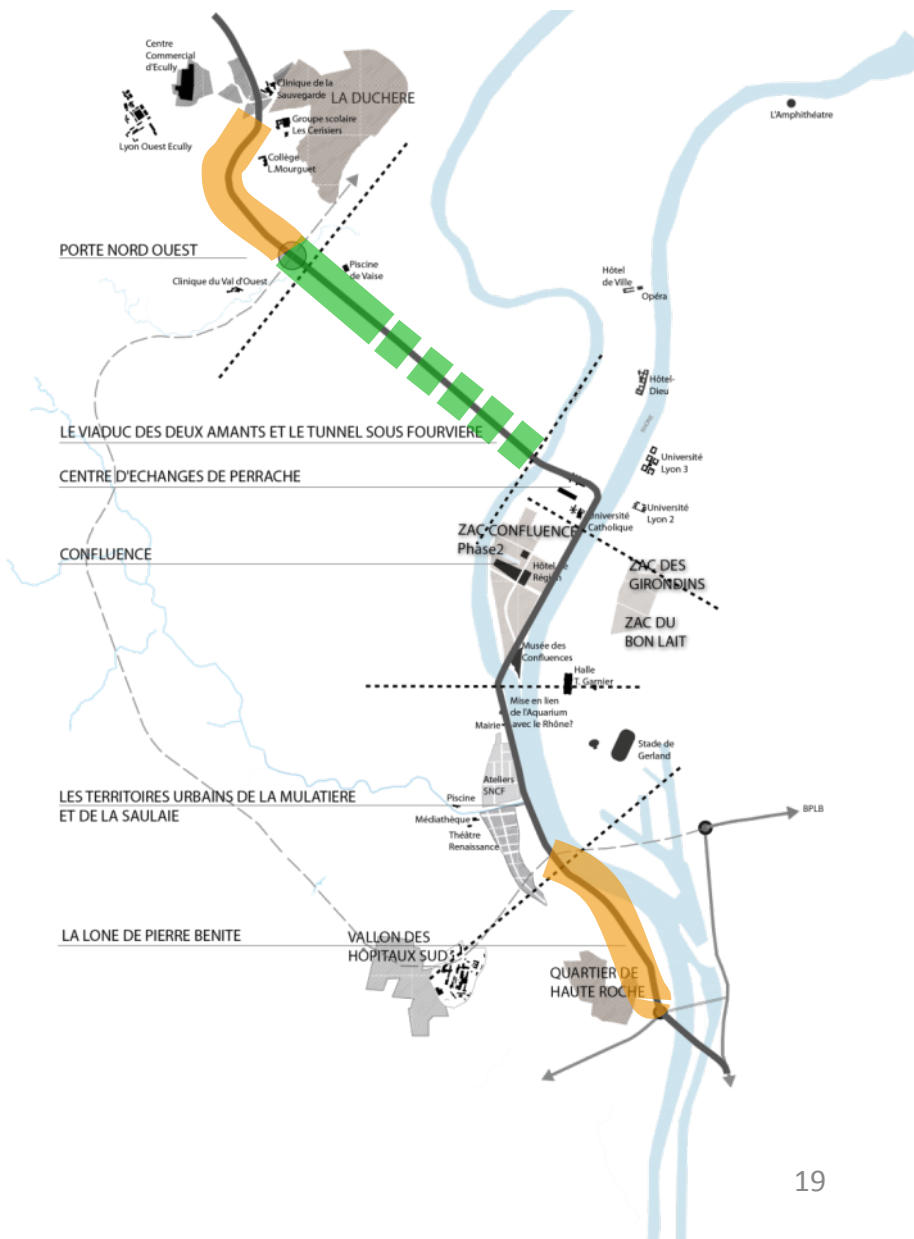 Centre
Commercial
d'Ecully
Clinique de la
Sauvegarde
LA DUCHERE
L'Amphithéatre
Groupe scolaire
Les Cerisiers
Lyon Ouest Ecully
Collège
L.Mourguet
PORTE NORD OUEST
Piscine
de Vaise
Clinique du Val d'Ouest
Hôtel
de Ville
Opéra
Hôtel-
Dieu
RHONE
LE VIADUC DES DEUX AMANTS ET LE TUNNEL SOUS FOURVIERE
Université
Lyon 3
CENTRE D'ECHANGES DE PERRACHE
Université
Lyon 2
Université
Catholique
ZAC CONFLUENCE
Phase2
CONFLUENCE
Hôtel de
Région
ZAC DES
GIRONDINS
ZAC DU
BON LAIT
Musée des
Confluences
Halle
T. Garnier
Mise en lien
de l'Aquarium
avec le Rhône?
Mairie
Stade de
Gerland
Ateliers
SNCF
LES TERRITOIRES URBAINS DE LA MULATIERE
ET DE LA SAULAIE
Piscine
Médiathèque
Théâtre
Renaissance
BPLB
LA LONE DE PIERRE BENITE
VALLON DES
HÔPITAUX SUD
QUARTIER DE
HAUTE ROCHE
19